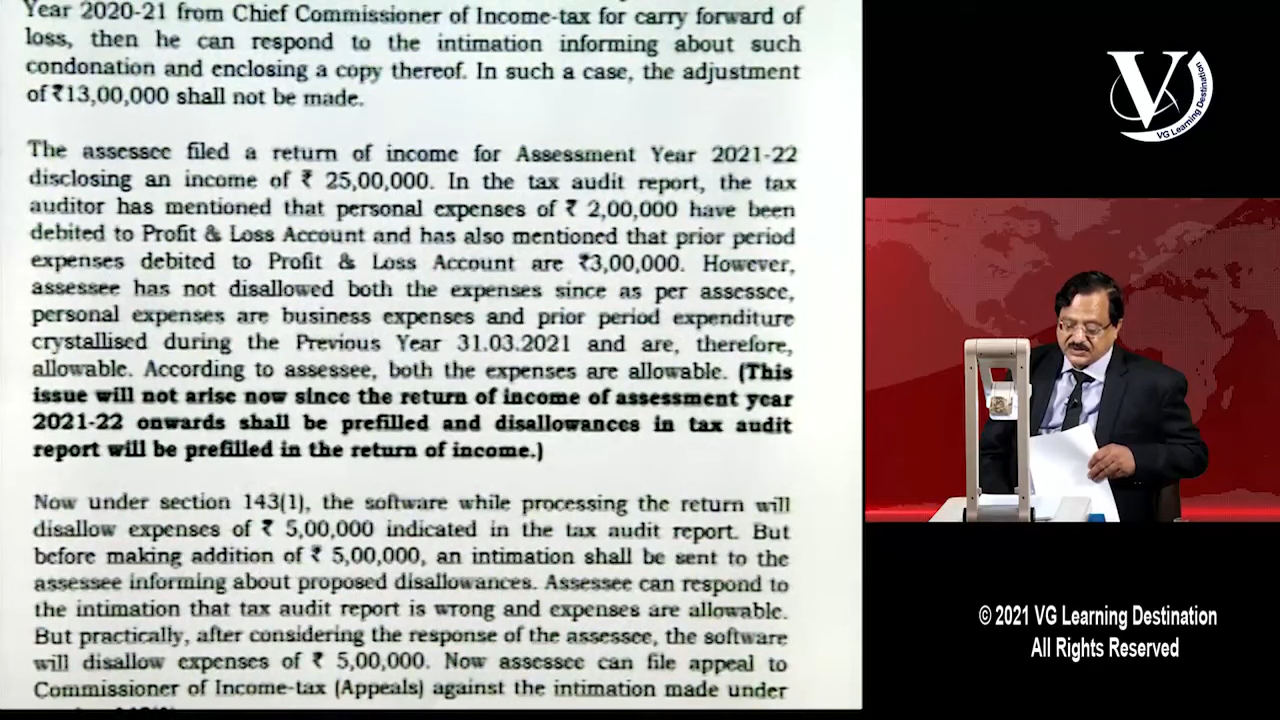 Year 2020-21 from Chief Commissioner of Income-tax for carry forward of
loss, then he can respond to the intimation informing about such
condonation and enclosing a copy thereof. In such a case, the adjustment
of ₹13,00,000 shall not be made.
The assessee filed a return of income for Assessment Year 2021-22
disclosing an income of ₹ 25,00,000. In the tax audit report, the tax
auditor has mentioned that personal expenses of ₹ 2,00,000 have been
debited to Profit & Loss Account and has also mentioned that prior period
expenses debited to Profit & Loss Account are ₹3,00,000. However,
assessee has not disallowed both the expenses since as per assessee,
personal expenses are business expenses and prior period expenditure
crystallised during the Previous Year 31.03.2021 and are, therefore,
allowable. According to assessee, both the expenses are allowable. (This
issue will not arise now since the return of income of assessment year
2021-22 onwards shall be prefilled and disallowances in tax audit
report will be prefilled in the return of income.)
Now under section 143(1), the software while processing the return will
disallow expenses of ₹ 5,00,000 indicated in the tax audit report. But
before making addition of ₹ 5,00,000, an intimation shall be sent to the
assessee informing about proposed disallowances. Assessee can respond to
the intimation that tax audit report is wrong and expenses are allowable.
But practically, after considering the response of the assessee, the software
will disallow expenses of ₹ 5,00,000. Now assessee can file appeal to
Commissioner of Income-tax (Appeals) against the intimation made under
VG
VG Learning Destination
© 2021 VG Learning Destination
All Rights Reserved